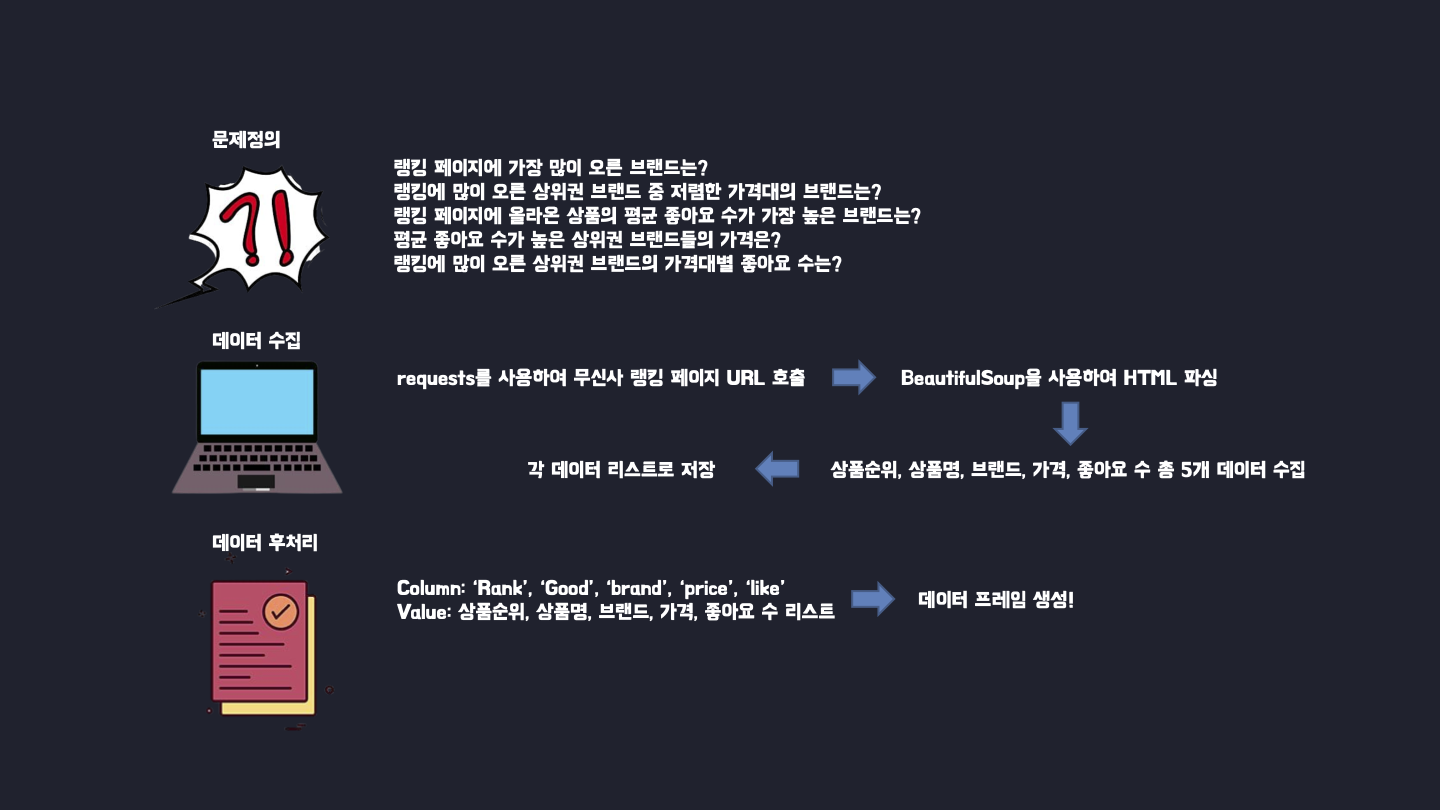 문제정의
?!
랭킹 페이지에 가장 많이 오른 브랜드는?
랭킹에 많이 오른 상위권 브랜드 중 저렴한 가격대의 브랜드는?
랭킹 페이지에 올라온 상품의 평균 좋아요 수가 가장 높은 브랜드는?
평균 좋아요 수가 높은 상위권 브랜드들의 가격은?
랭킹에 많이 오른 상위권 브랜드의 가격대별 좋아요 수는?
데이터 수집
requests를 사용하여 무신사 랭킹 페이지 URL 호출
BeautifulSoup을 사용하여 HTML 파싱
상품순위, 상품명, 브랜드, 가격, 좋아요 수 총 5개 데이터 수집
각 데이터 리스트로 저장
데이터 후처리
Column: ‘Rank’, ‘Good’, ‘brand’, ‘price’, ‘like’
Value: 상품순위, 상품명, 브랜드, 가격, 좋아요 수 리스트
데이터 프레임 생성!